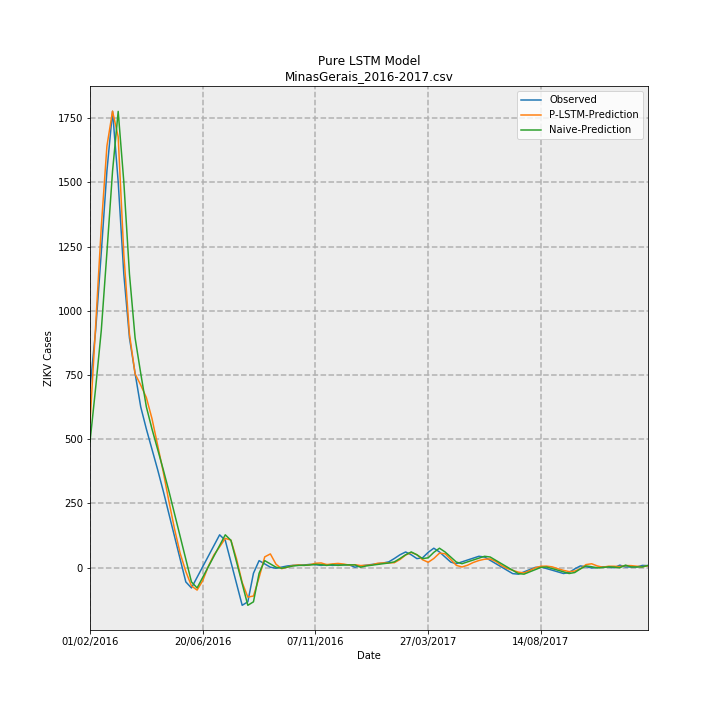 Pure LSTM Model
MinasGerais_2016-2017.csv
Observed
P-LSTM-Prediction
Naive-Prediction
ZIKV Cases
1750
1500
1250
1000
750
500
250
0
01/02/2016
20/06/2016
07/11/2016
27/03/2017
14/08/2017
Date